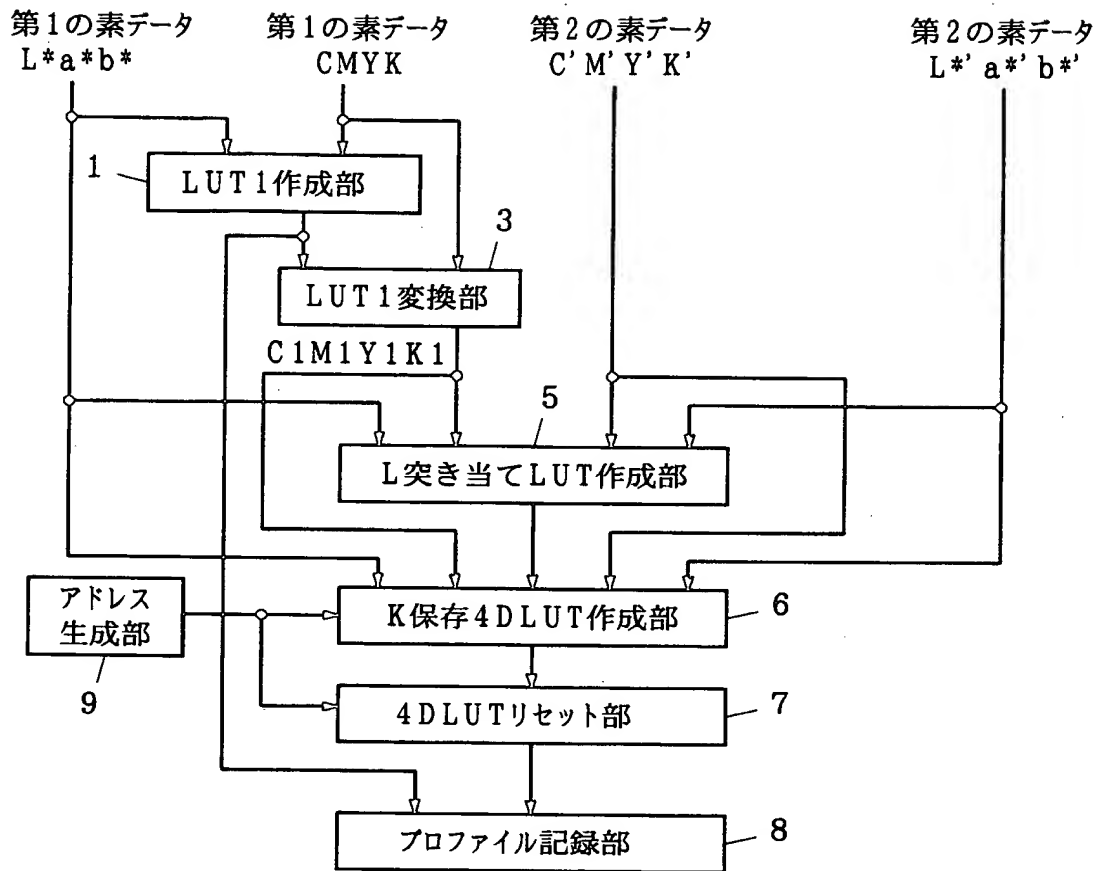 第1の素データ
L*a*b*
第1の素データ
CMYK
第2の素データ
C'M'Y'K'
第2の素データ
L*'a*'b*'
1
LUT1作成部
3
LUT1変換部
C1M1Y1K1
5
L突き当てLUT作成部
アドレス
生成部
9
K保存4DLUT作成部
6
4DLUTリセット部
7
プロファイル記録部
8